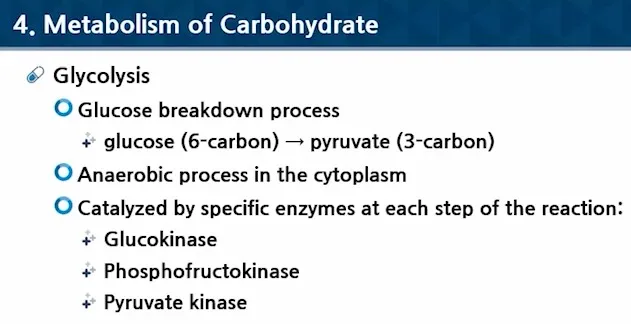 4. Metabolism of Carbohydrate
Glycolysis
Glucose breakdown process
glucose (6-carbon) → pyruvate (3-carbon)
Anaerobic process in the cytoplasm
Catalyzed by specific enzymes at each step of the reaction:
Glucokinase
Phosphofructokinase
Pyruvate kinase